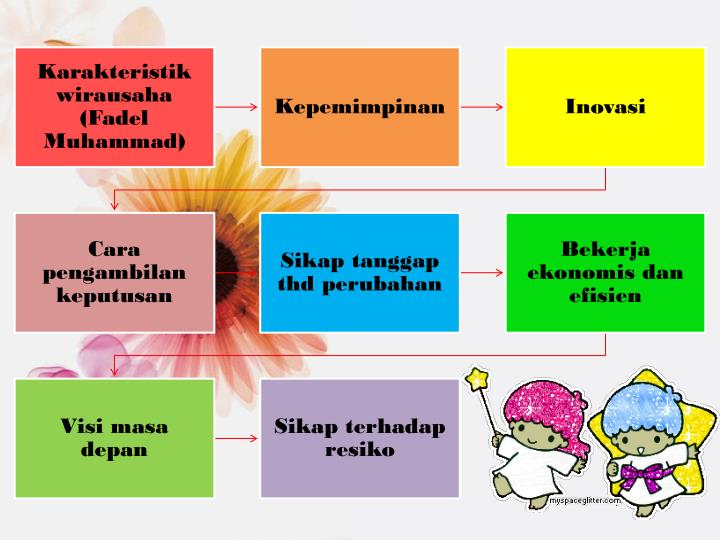 Karakteristik
wirausaha
(Fadel
Muhammad)
Kepemimpinan
Inovasi
Cara
pengambilan
keputusan
Sikap tanggap
thd perubahan
Bekerja
ekonomis dan
efisien
Visi masa
depan
Sikap terhadap
resiko
myspaceglitter.com